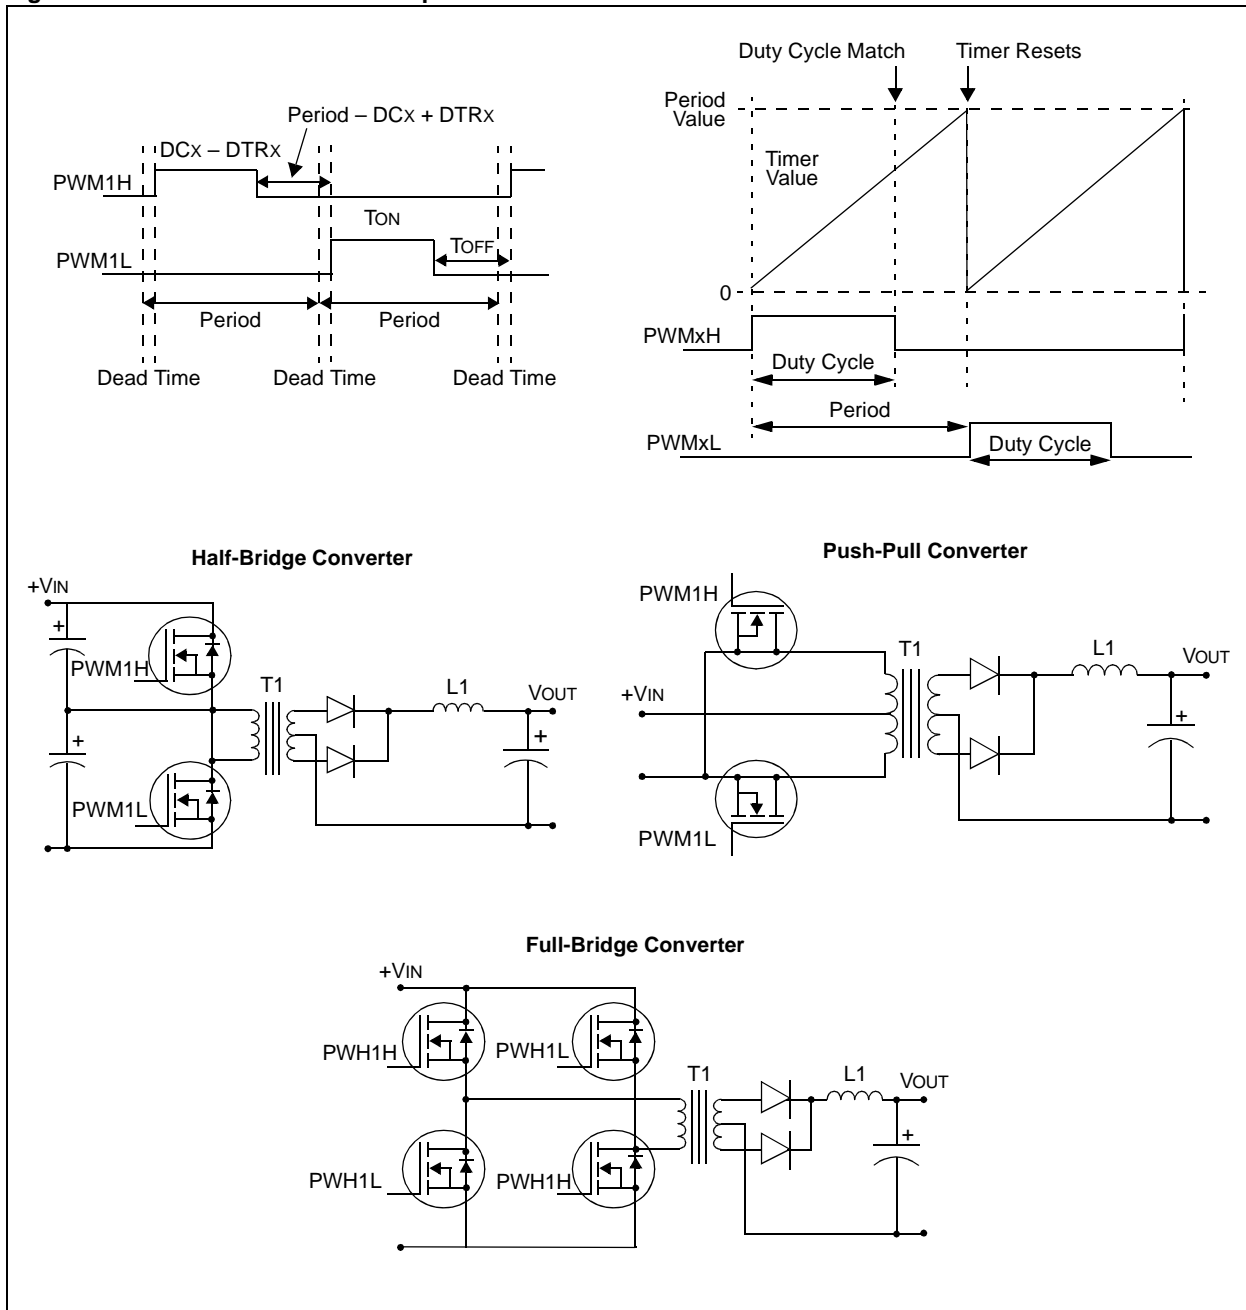 Period – DCX + DTRX
DCX – DTRX
PWM1H
TON
TOFF
PWM1L
Period
Period
Dead Time
Dead Time
Dead Time
Duty Cycle Match
Timer Resets
Period
Value
Timer
Value
0
PWMxH
Duty Cycle
Period
PWMxL
Duty Cycle
Half-Bridge Converter
+VIN
+
PWM1H
T1
L1
VOUT
+
+
PWM1L
Push-Pull Converter
PWM1H
T1
L1
VOUT
+VIN
+
PWM1L
Full-Bridge Converter
+VIN
PWH1H
PWH1L
T1
L1
VOUT
+
PWH1L
PWH1H